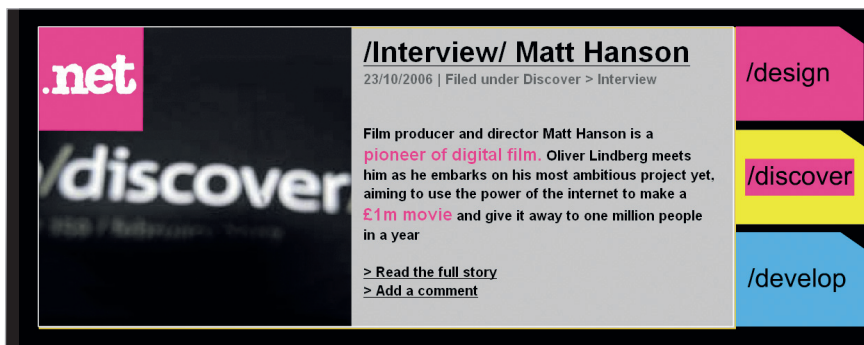 .net
/discover/
/Interview/ Matt Hanson
23/10/2006 | Filed under Discover > Interview
Film producer and director Matt Hanson is a
pioneer of digital film. Oliver Lindberg meets
him as he embarks on his most ambitious project yet,
aiming to use the power of the internet to make a
£1m movie and give it away to one million people
in a year
> Read the full story
> Add a comment
/design
/discover
/develop